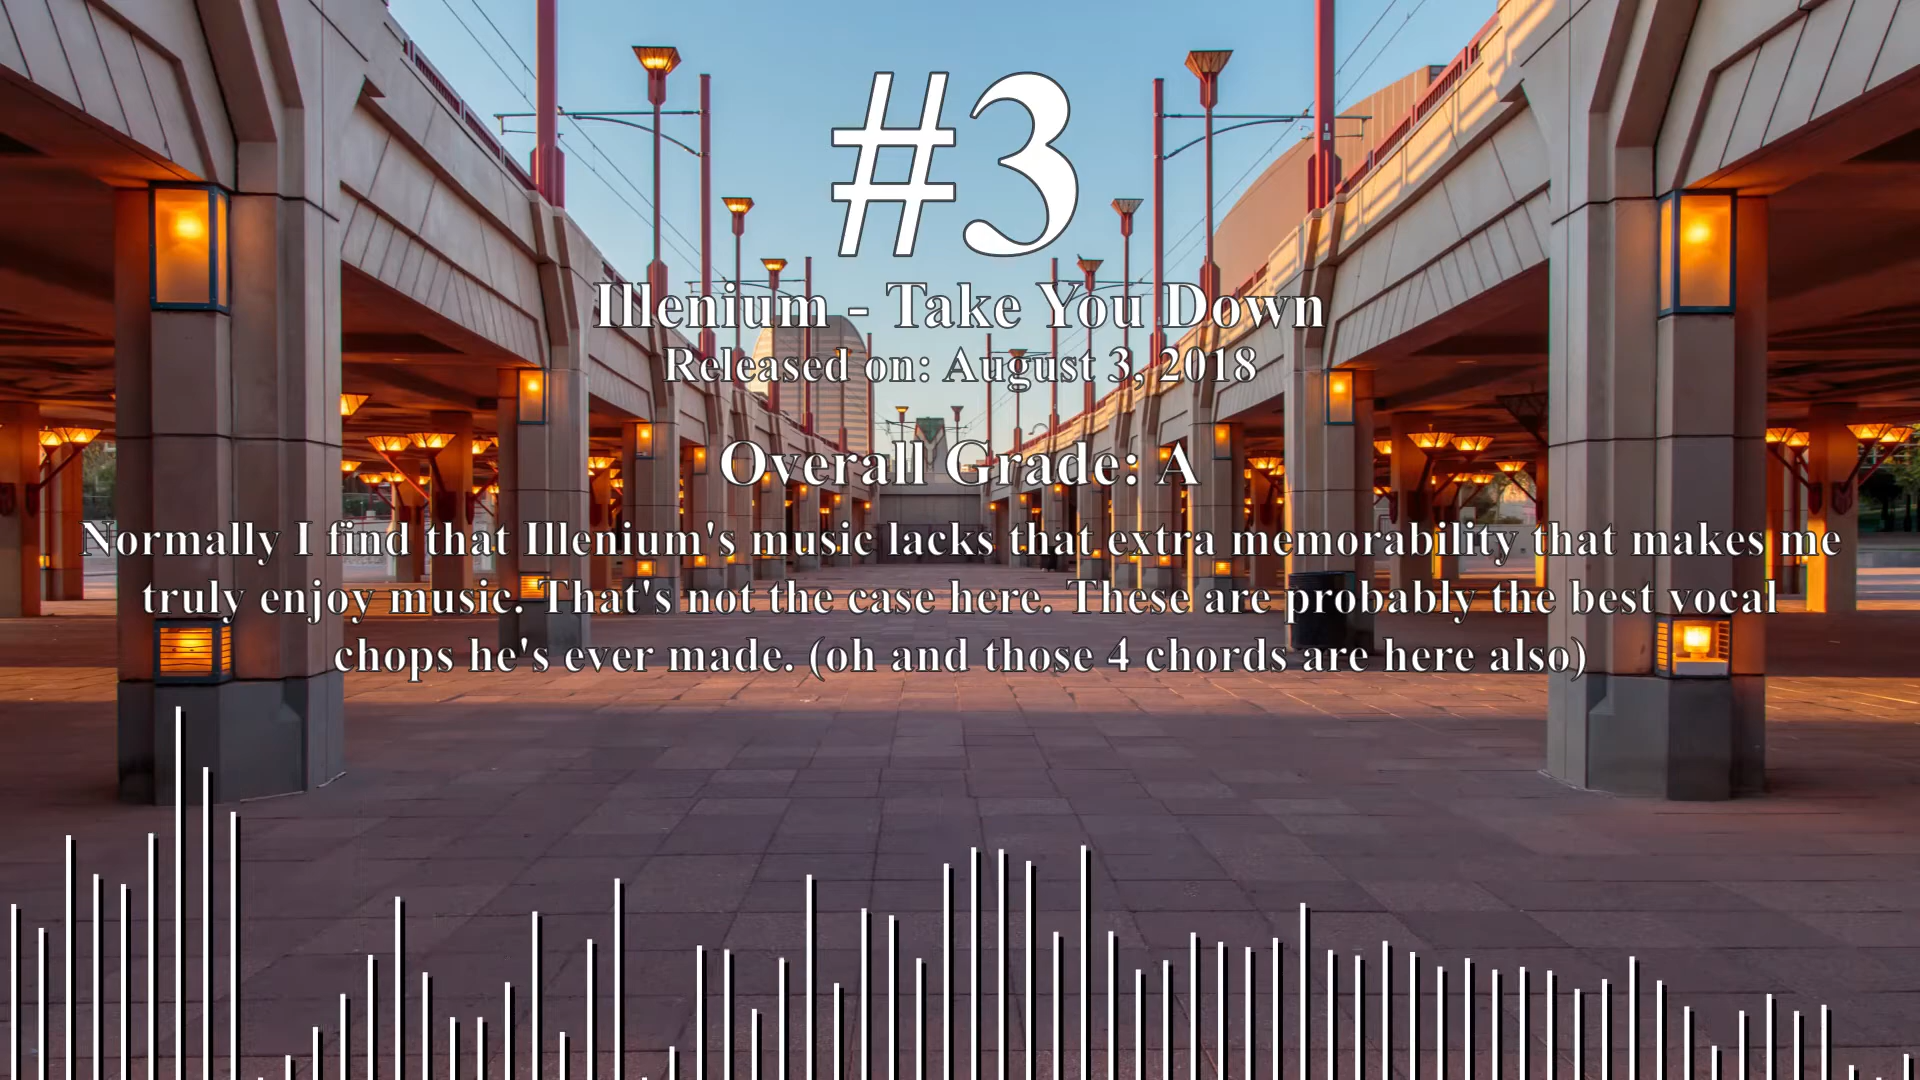 #3
Illenium - Take You Down
Released on: August 3, 2018
Overall Grade: A
Normally I find that Illenium's music lacks that extra memorability that makes me
truly enjoy music. That's not the case here. These are probably the best vocal
chops he's ever made. (oh and those 4 chords are here also)